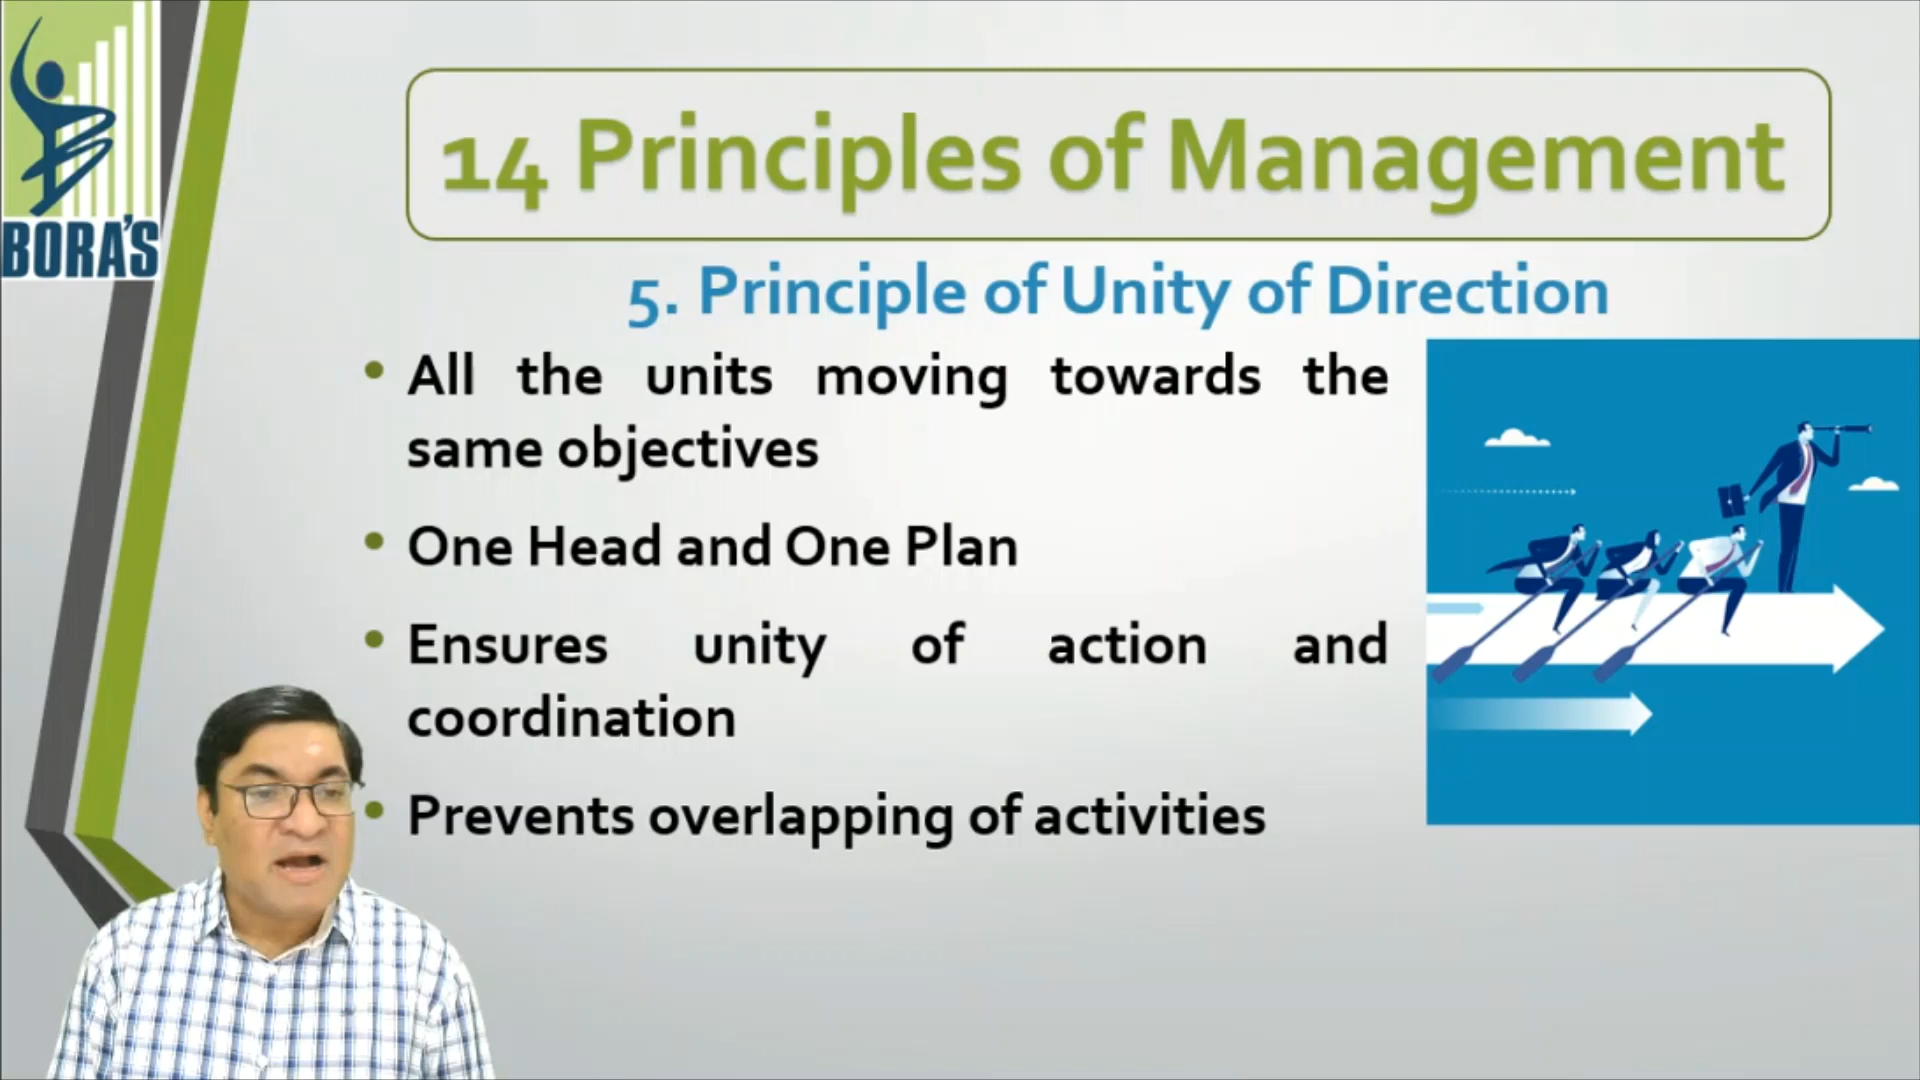 BORA'S
14 Principles of Management
5. Principle of Unity of Direction
• All the units moving towards the
same objectives
• One Head and One Plan
• Ensures unity of action and
coordination
• Prevents overlapping of activities